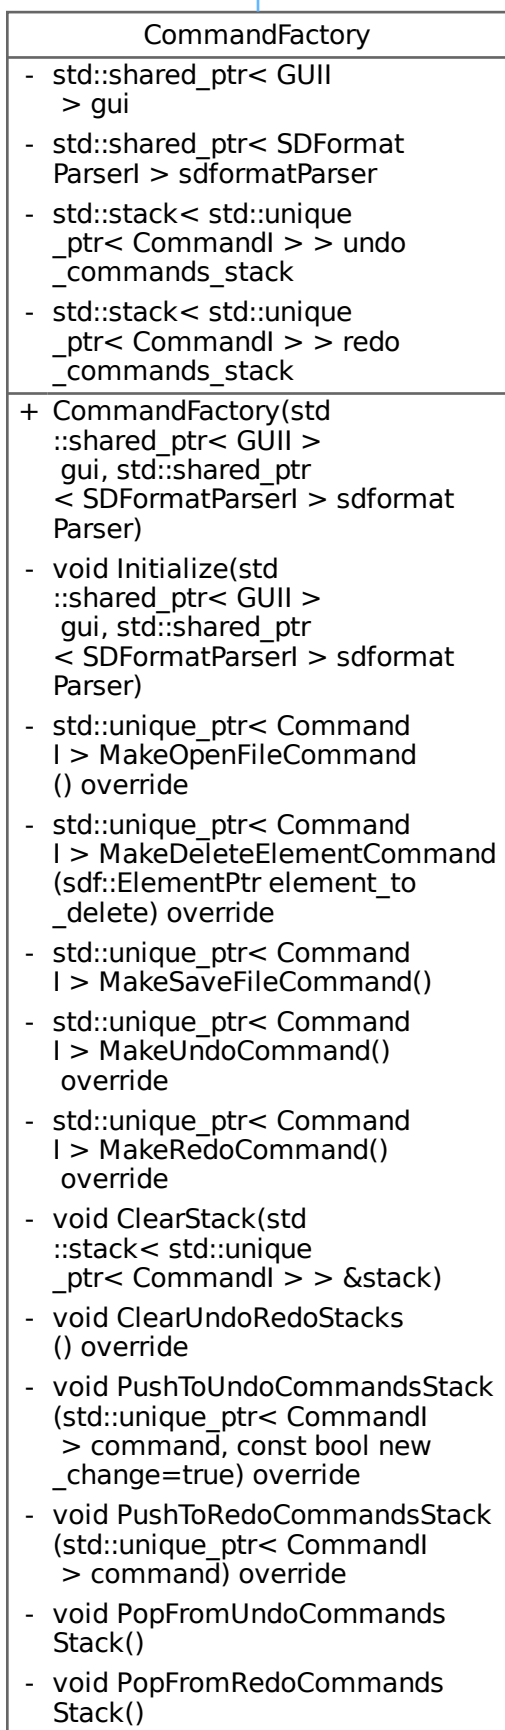 CommandFactory
- std::shared_ptr< GUII
> gui
- std::shared_ptr< SDFormat
ParserI > sdformatParser
- std::stack< std::unique
_ptr< CommandI > > undo
_commands_stack
- std::stack< std::unique
_ptr< CommandI > > redo
_commands_stack
+ CommandFactory(std
::shared_ptr< GUII >
gui, std::shared_ptr
< SDFormatParserI > sdformat
Parser)
- void Initialize(std
::shared_ptr< GUII >
gui, std::shared_ptr
< SDFormatParserI > sdformat
Parser)
- std::unique_ptr< Command
I > MakeOpenFileCommand
() override
- std::unique_ptr< Command
I > MakeDeleteElementCommand
(sdf::ElementPtr element_to
_delete) override
- std::unique_ptr< Command
I > MakeSaveFileCommand()
- std::unique_ptr< Command
I > MakeUndoCommand()
override
- std::unique_ptr< Command
I > MakeRedoCommand()
override
- void ClearStack(std
::stack< std::unique
_ptr< CommandI > > &stack)
- void ClearUndoRedoStacks
() override
- void PushToUndoCommandsStack
(std::unique_ptr< CommandI
> command, const bool new
_change=true) override
- void PushToRedoCommandsStack
(std::unique_ptr< CommandI
> command) override
- void PopFromUndoCommands
Stack()
- void PopFromRedoCommands
Stack()